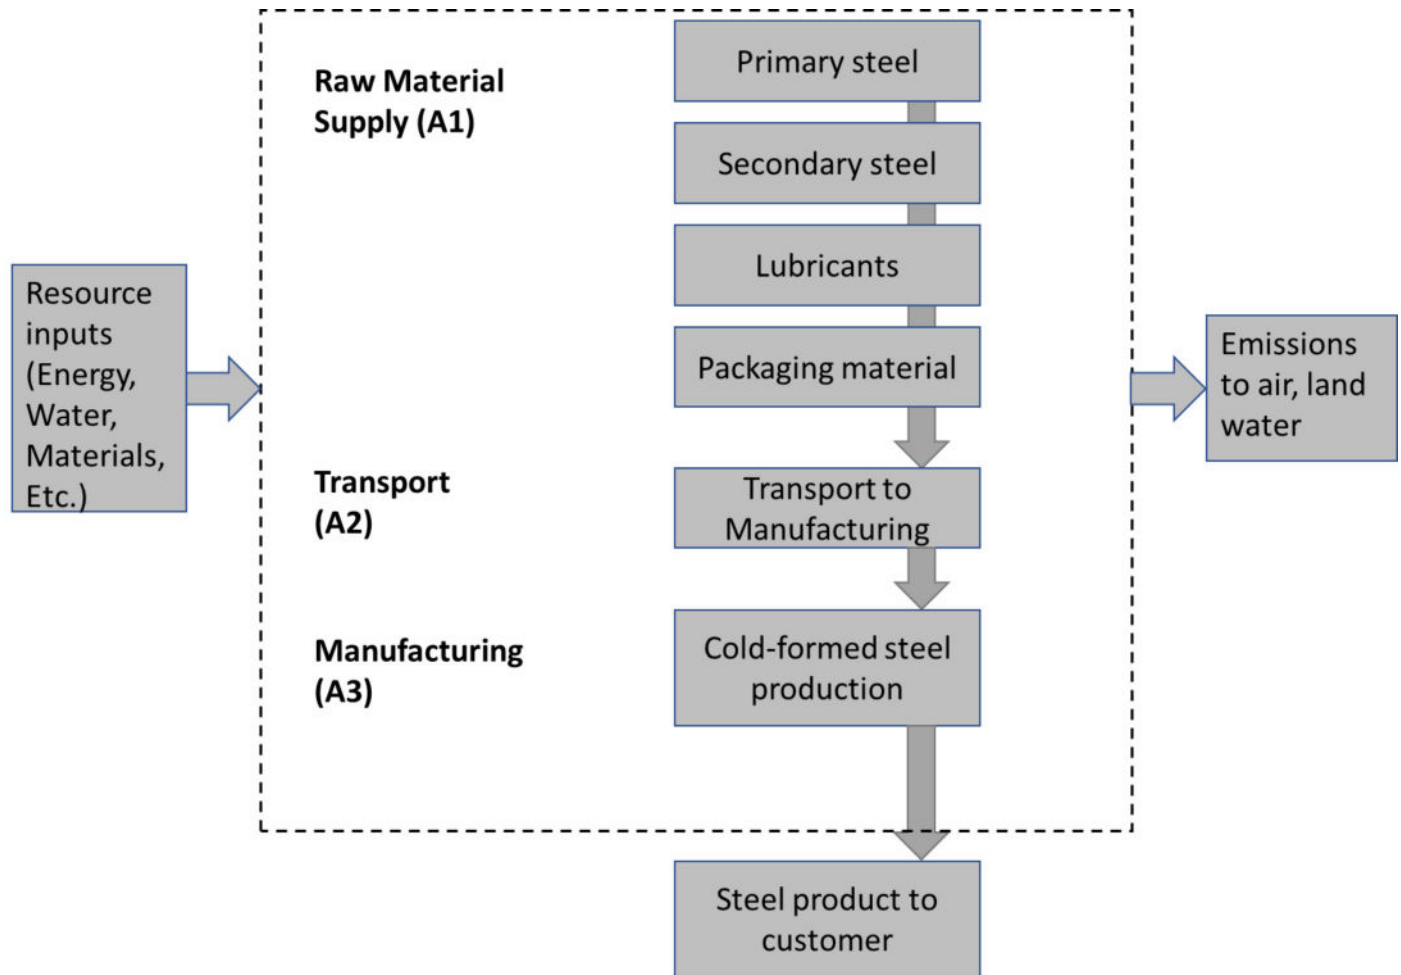 Raw Material
Supply (A1)
Primary steel
Secondary steel
Lubricants
Packaging material
Resource
inputs
(Energy,
Water,
Materials,
Etc.)
Emissions
to air, land
water
Transport
(A2)
Transport to
Manufacturing
Manufacturing
(A3)
Cold-formed steel
production
Steel product to
customer